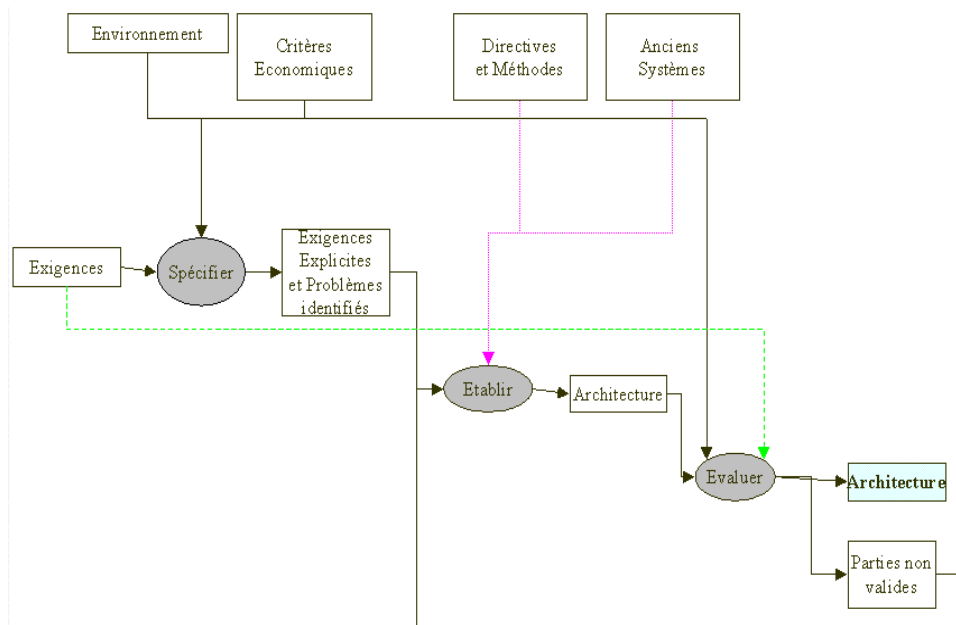 Environnement
Critères
Economiques
Directives
et Méthodes
Anciens
Systèmes
Exigences
Spécifier
Exigences
Explicites
et Problèmes
identifiés
Etablir
Architecture
Evaluer
Architecture
Parties non
valides